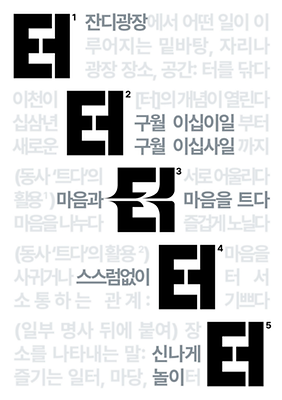 터¹ 잔디광장에서 어떤 일이 이
루어지는 밑바탕, 자리나
광장 장소, 공간: 터를 닦다
이천이 터² [터]의 개념이 열린다
십삼년 구월 이십이일 부터
새로운 구월 이십사일 까지
(동사 '트다'의 터³ 서로 어울리다
활용¹) 마음과 마음을 트다
마음을 나누다 즐겁게 노닐다
(동사 '트다'의 활용²) 터⁴ 마음을
사귀거나 스스럼없이 터 서
소통하는 관계: 기쁘다
(일부 명사 뒤에 붙여) 장 터⁵
소를 나타내는 말: 신나게
즐기는 일터, 마당, 놀이터